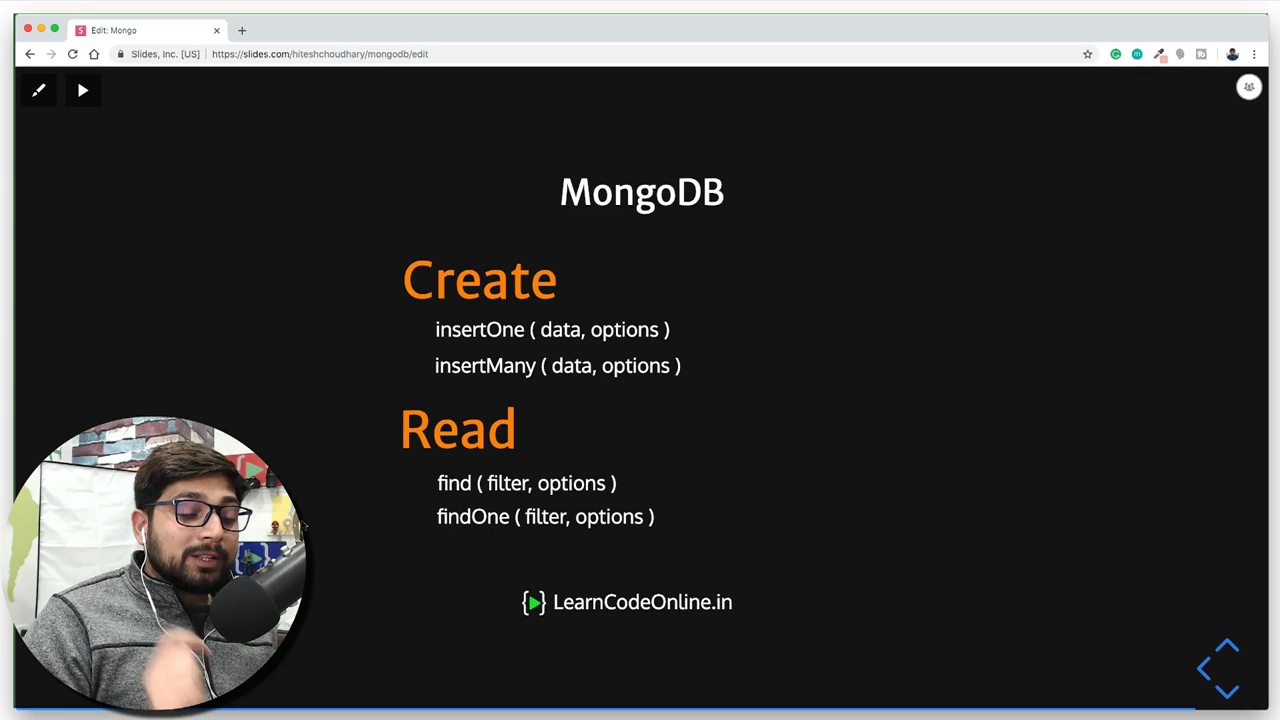 Edit: Mongo
Slides, Inc. [US]
https://slides.com/hiteshchoudhary/mongodb/edit
MongoDB
Create
insertOne ( data, options )
insertMany ( data, options )
Read
find ( filter, options )
findOne ( filter, options )
{ } LearnCodeOnline.in